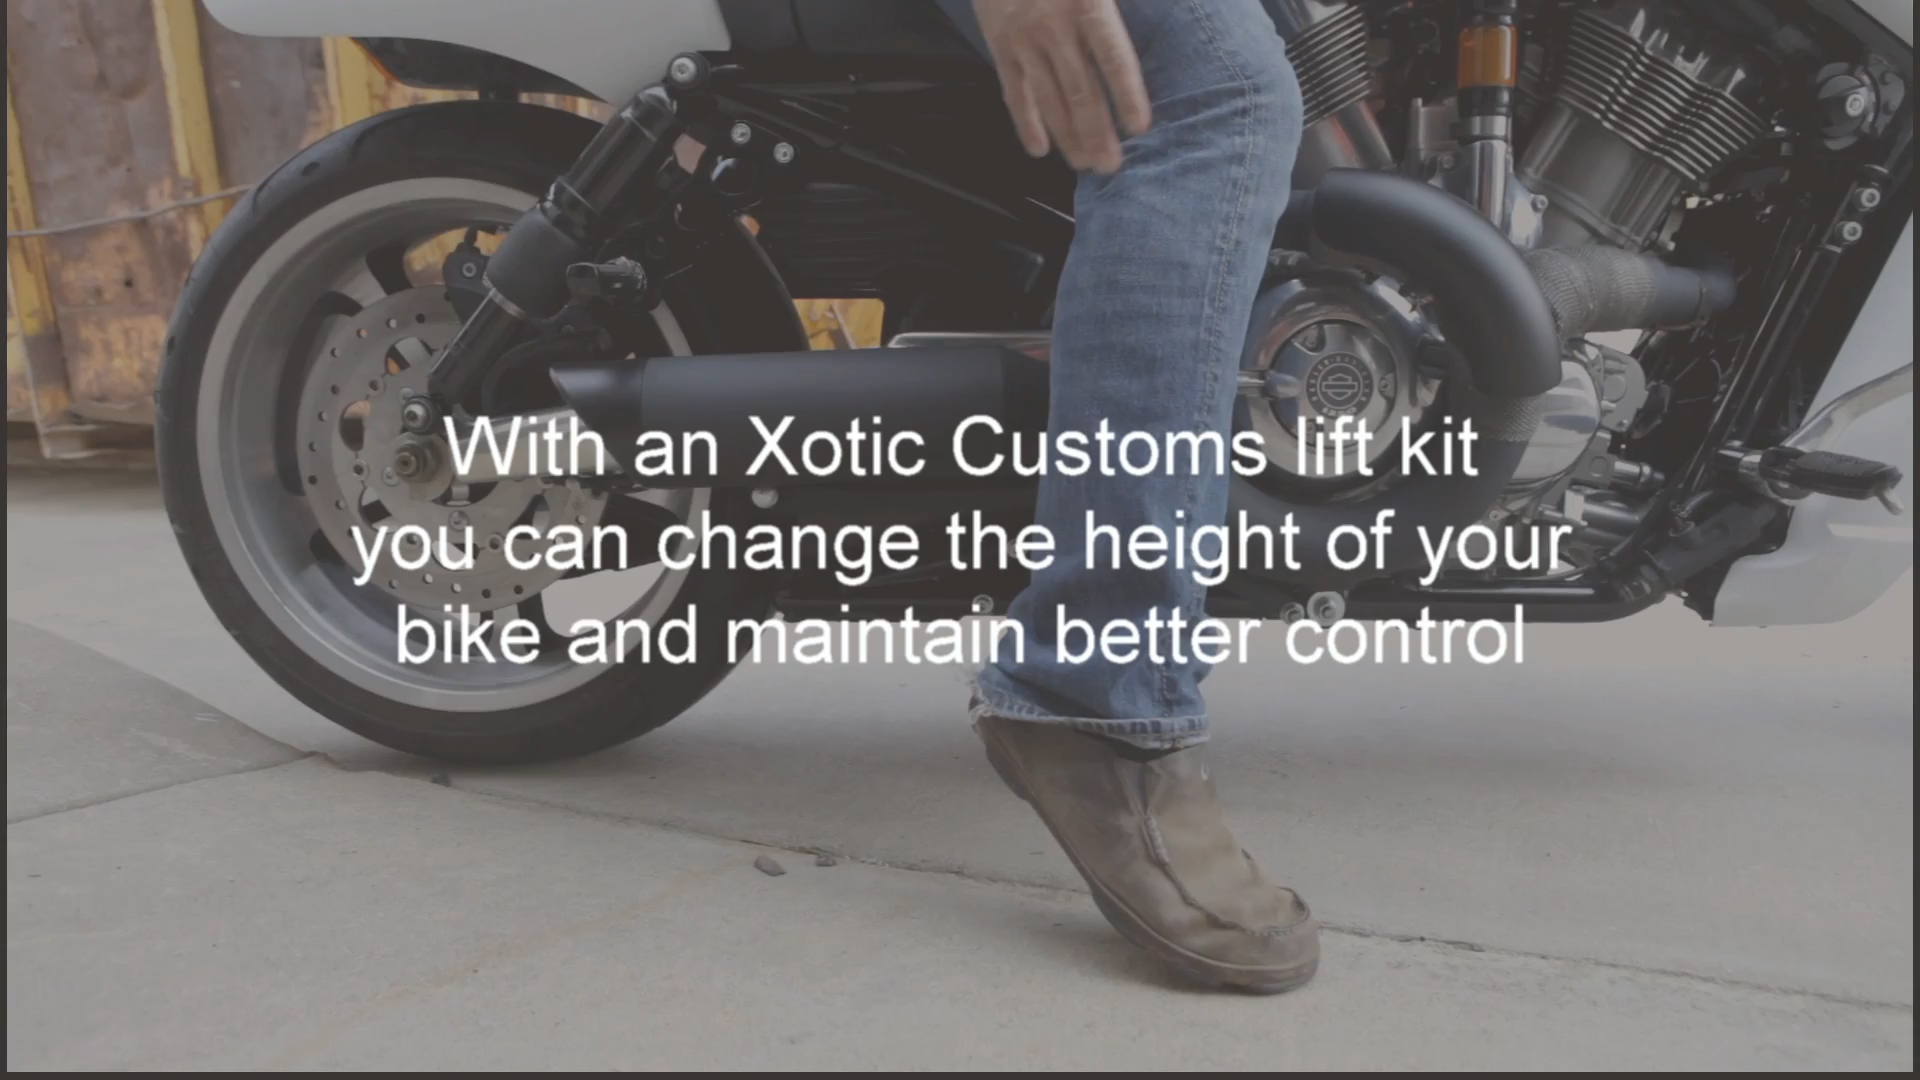 With an Xotic Customs lift kit
you can change the height of your
bike and maintain better control